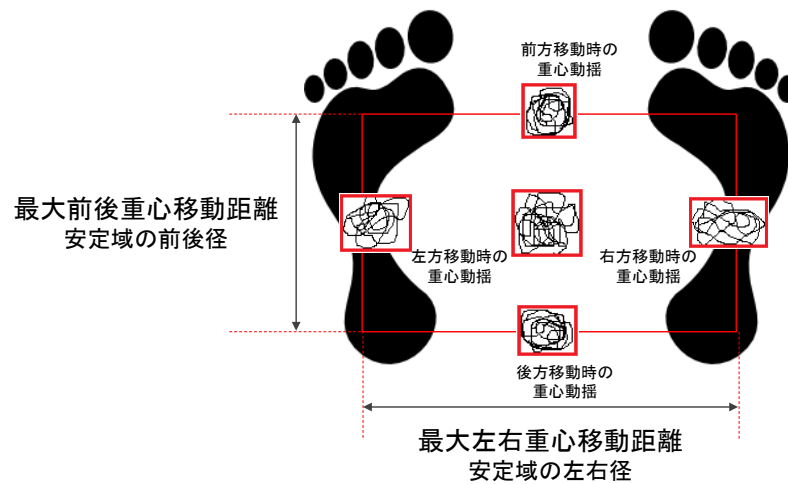 前方移動時の
重心動揺
最大前後重心移動距離
安定域の前後径
左方移動時の
重心動揺
右方移動時の
重心動揺
後方移動時の
重心動揺
最大左右重心移動距離
安定域の左右径